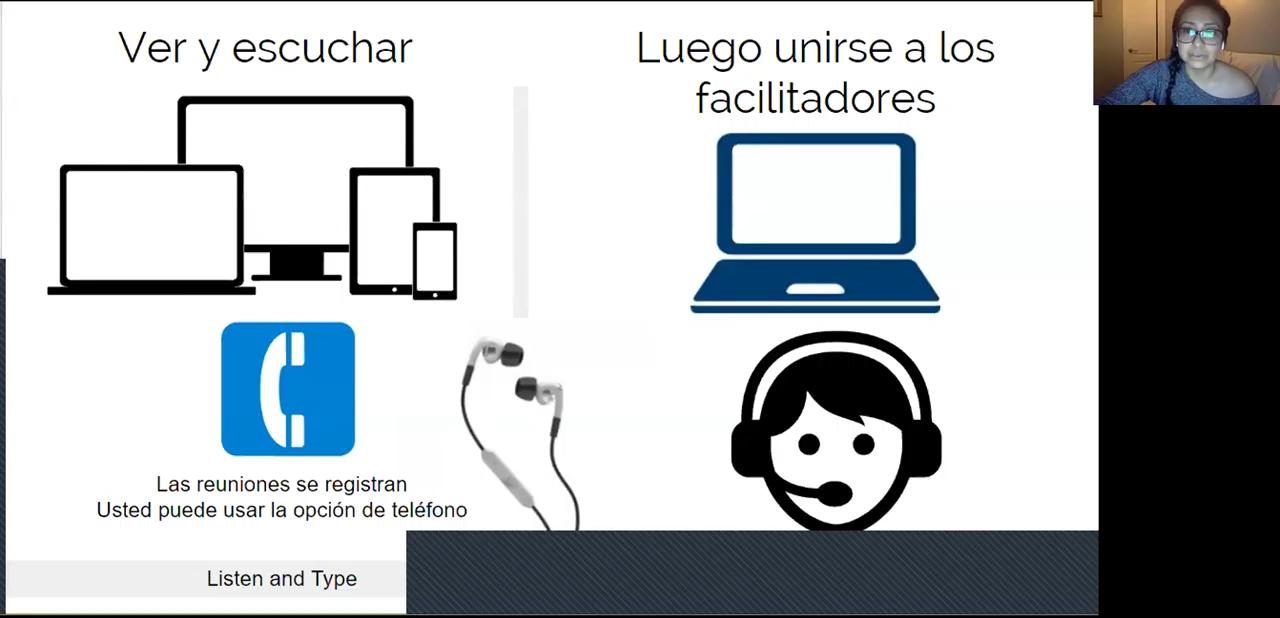 Ver y escuchar
Luego unirse a los
facilitadores
Las reuniones se registran
Usted puede usar la opción de teléfono
Listen and Type